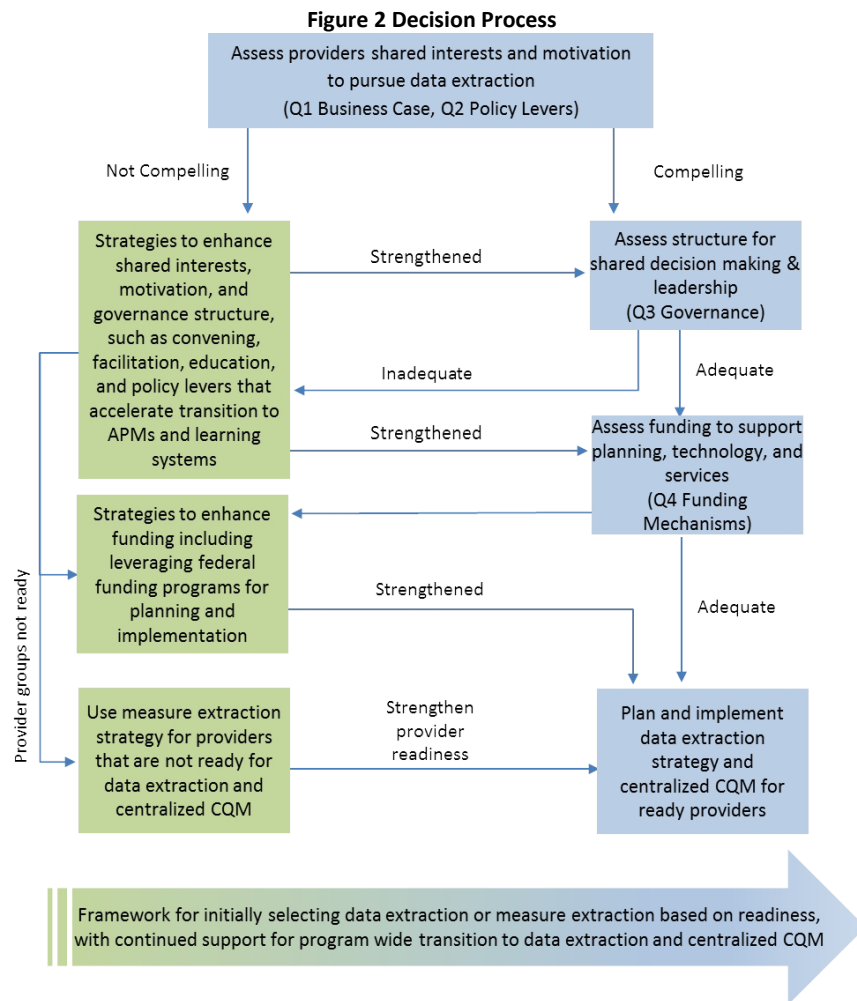 Figure 2 Decision Process
Assess providers shared interests and motivation
to pursue data extraction
(Q1 Business Case, Q2 Policy Levers)
Not Compelling
Compelling
Strategies to enhance
shared interests,
motivation, and
governance structure,
such as convening,
facilitation, education,
and policy levers that
accelerate transition to
APMs and learning
systems
Strengthened
Assess structure for
shared decision making &
leadership
(Q3 Governance)
Inadequate
Adequate
Strengthened
Assess funding to support
planning, technology, and
services
(Q4 Funding
Mechanisms)
Strategies to enhance
funding including
leveraging federal
funding programs for
planning and
implementation
Strengthened
Adequate
Provider groups not ready
Use measure extraction
strategy for providers
that are not ready for
data extraction and
centralized CQM
Strengthen
provider
readiness
Plan and implement
data extraction
strategy and
centralized CQM for
ready providers
Framework for initially selecting data extraction or measure extraction based on readiness,
with continued support for program wide transition to data extraction and centralized CQM